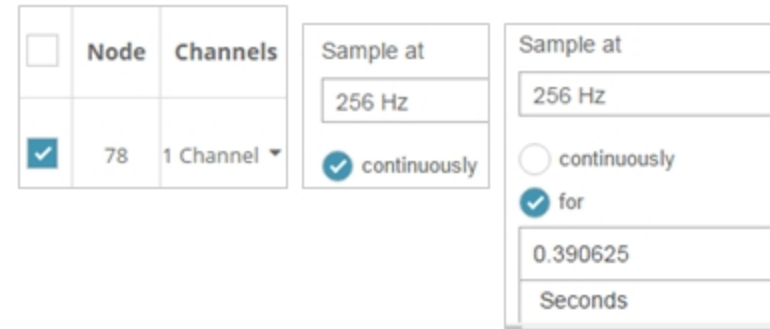 Node Channels
78 1 Channel
Sample at
256 Hz
continuously
Sample at
256 Hz
continuously
for
0.390625
Seconds